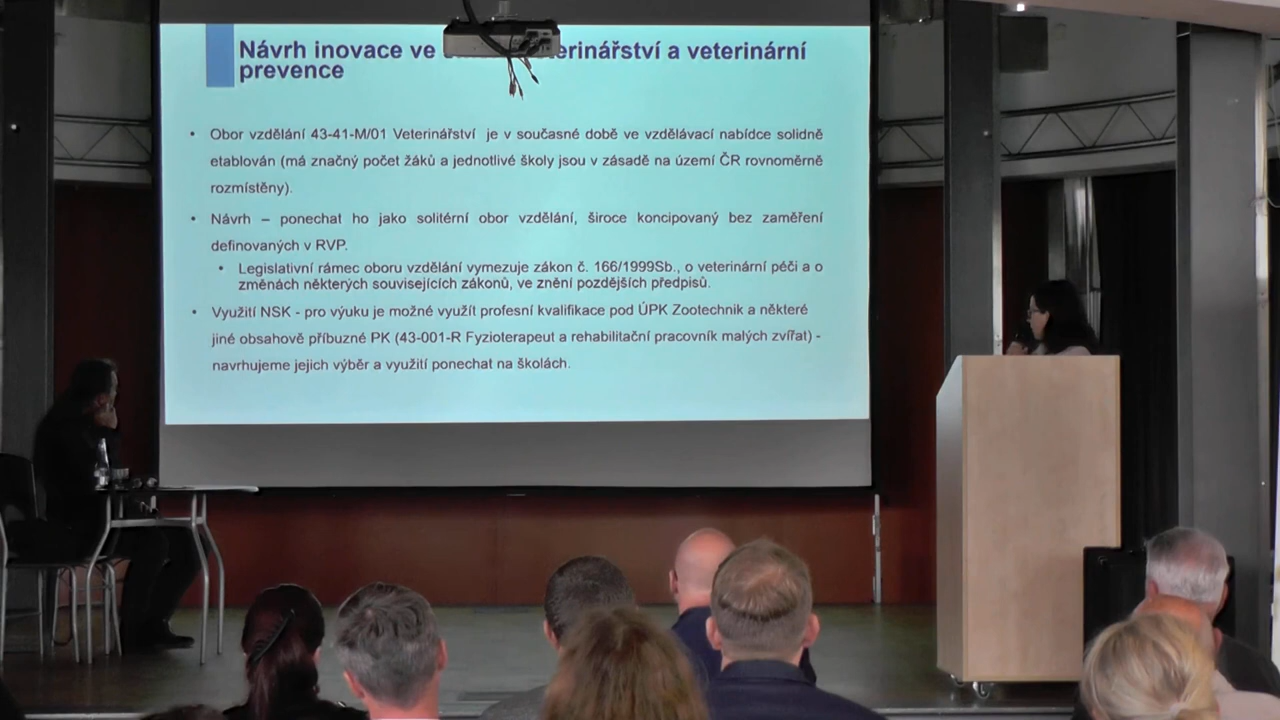 Návrh inovace ve erinářství a veterinární
prevence
• Obor vzdělání 43-41-M/01 Veterinářství je v současné době ve vzdělávací nabídce solidně
etablován (má značný počet žáků a jednotlivé školy jsou v zásadě na území ČR rovnoměrně
rozmístěny).
• Návrh – ponechat ho jako solitérní obor vzdělání, široce koncipovaný bez zaměření
definovaných v RVP.
• Legislativní rámec oboru vzdělání vymezuje zákon č. 166/1999Sb., o veterinární péči a o
změnách některých souvisejících zákonů, ve znění pozdějších předpisů.
• Využití NSK - pro výuku je možné využít profesní kvalifikace pod ÚPK Zootechnik a některé
jiné obsahově příbuzné PK (43-001-R Fyzioterapeut a rehabilitační pracovník malých zvířat) -
navrhujeme jejich výběr a využití ponechat na školách.